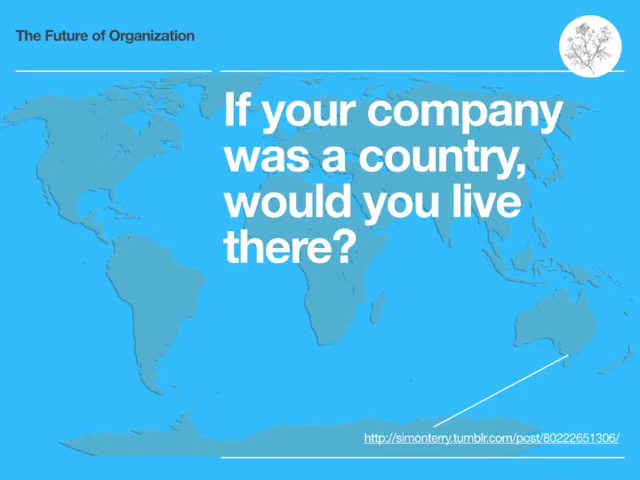 The Future of Organization
If your company
was a country,
would you live
there?
http://simonterry.tumblr.com/post/80222651306/